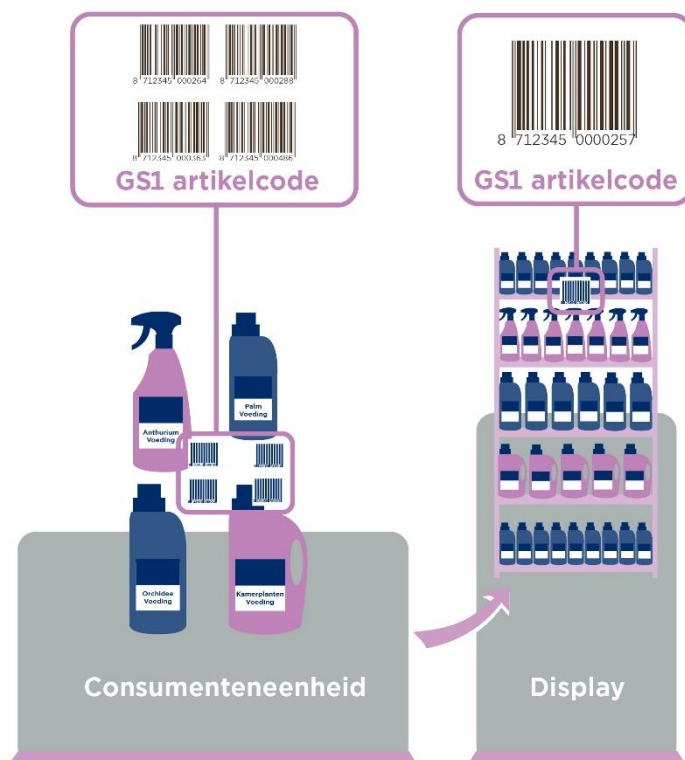 8 712345 000264
8 712345 000288
8 712345 000363
8 712345 000486
GS1 artikelcode
8 712345 0000257
GS1 artikelcode
Anthurium
Voeding
Palm
Voeding
Orchidee
Voeding
Kamerplanten
Voeding
Consumenteneenheid
Display